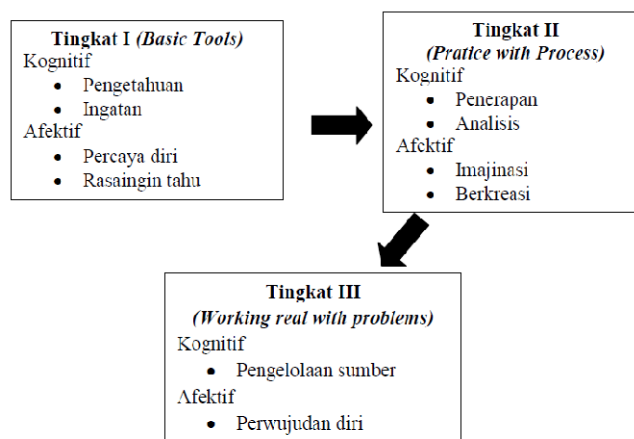 Tingkat I (Basic Tools)
Kognitif
• Pengetahuan
• Ingatan
Afektif
• Percaya diri
• Rasaingin tahu
Tingkat II
(Pratice with Process)
Kognitif
• Penerapan
• Analisis
Afektif
• Imajinasi
• Berkreasi
Tingkat III
(Working real with problems)
Kognitif
• Pengelolaan sumber
Afektif
• Perwujudan diri